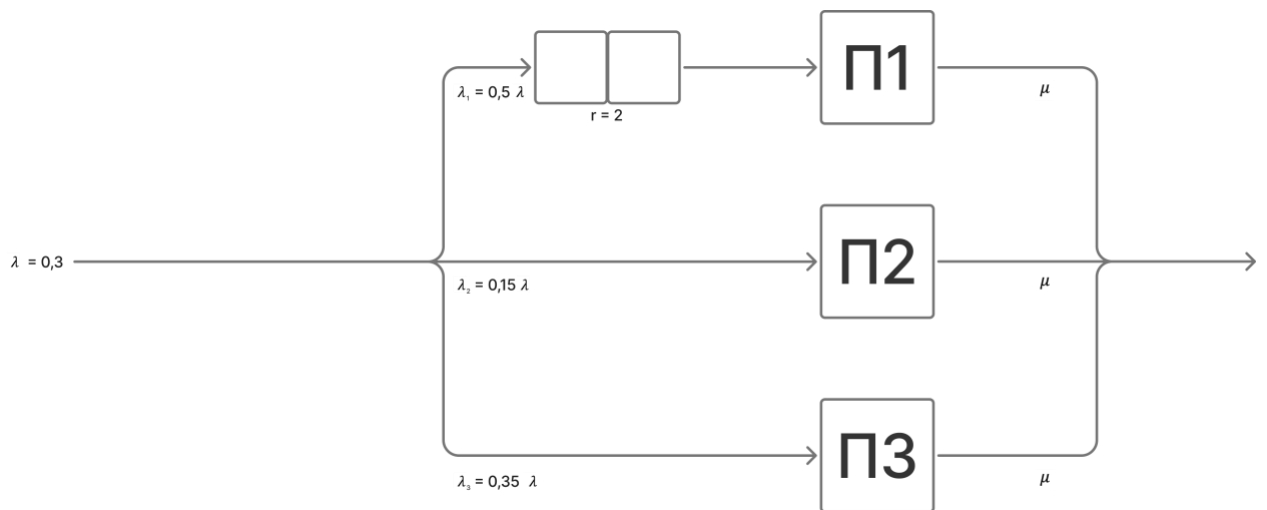 П1
λ₁ = 0,5 λ
μ
r = 2
П2
λ = 0,3
λ₂ = 0,15 λ
μ
П3
λ₃ = 0,35 λ
μ